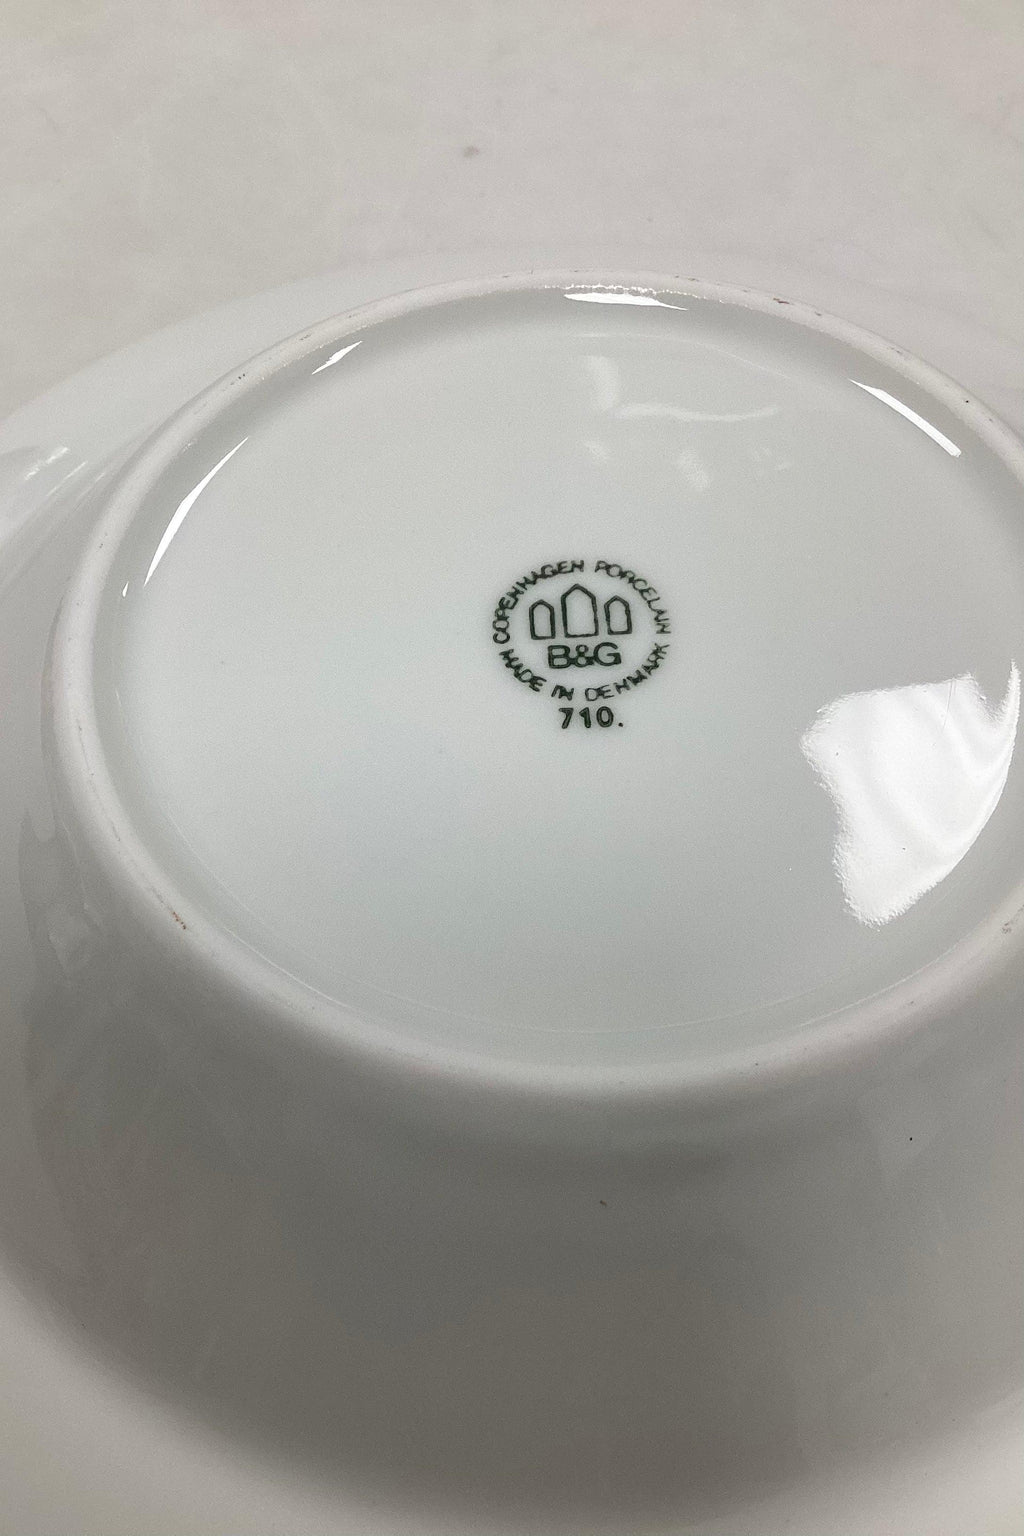 COPENHAGEN PORCELAIN
B&G
MADE IN DENMARK
710.